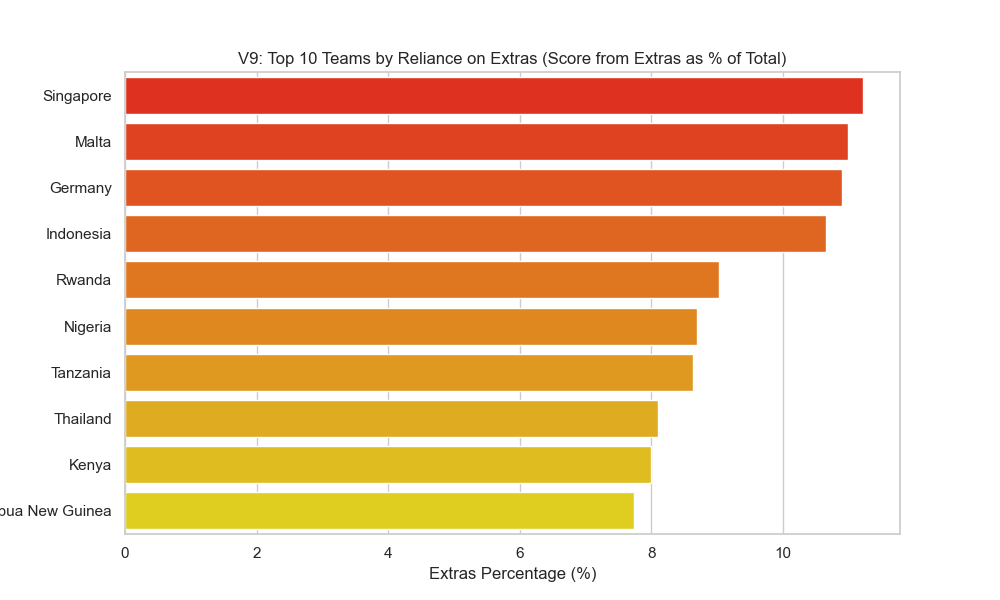 V9: Top 10 Teams by Reliance on Extras (Score from Extras as % of Total)
Singapore
Malta
Germany
Indonesia
Rwanda
Nigeria
Tanzania
Thailand
Kenya
pua New Guinea
0 2 4 6 8 10
Extras Percentage (%)